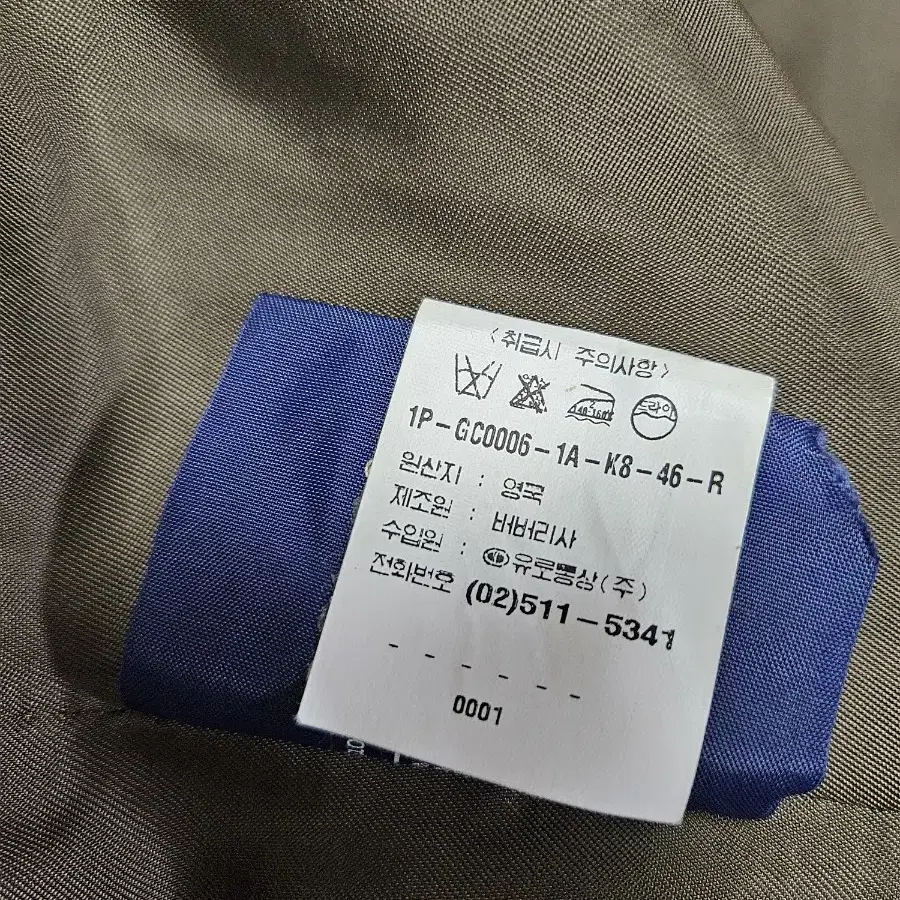 <취급시 주의사항>
140~160℃ 드라이
1P-GC0006-1A-K8-46-R
원산지 : 영국
제조원 : 버버리사
수입원 : 유로통상(주)
전화번호 (02)511-5341
- - - - - -
0001